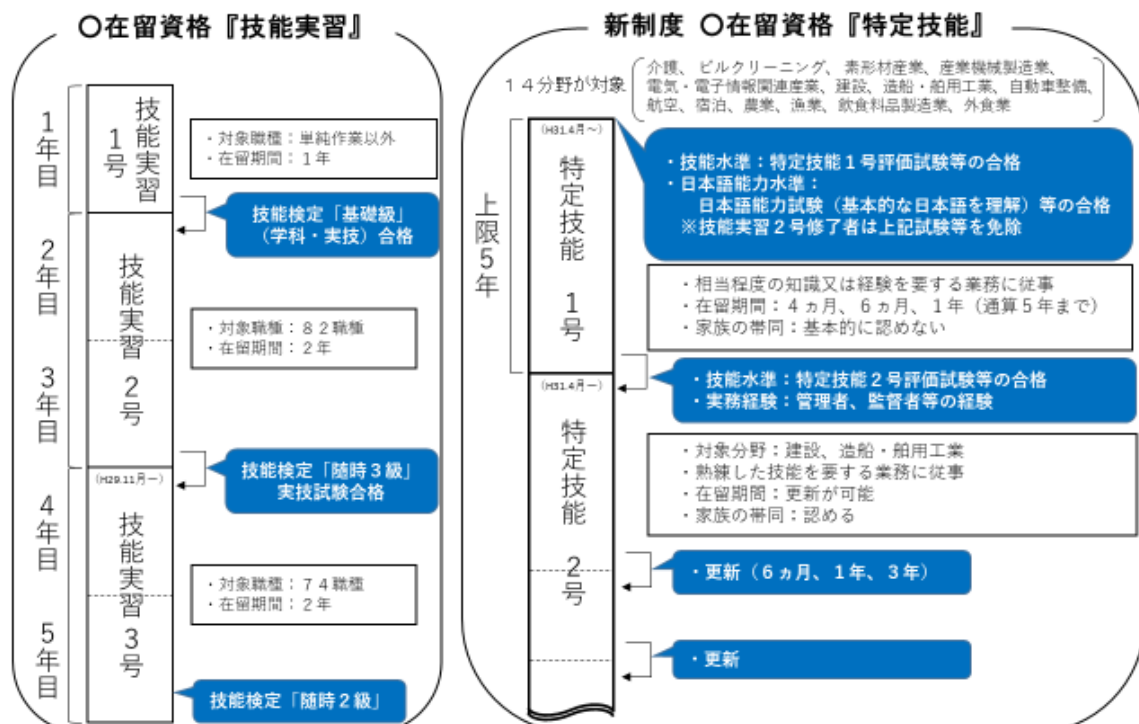 〇在留資格『技能実習』
1年目
2年目
3年目
4年目
5年目
技能実習
1号
・対象職種：単純作業以外
・在留期間：1年
技能検定「基礎級」
（学科・実技）合格
技能実習 2号
・対象職種：８２職種
・在留期間：2年
技能検定「随時３級」
実技試験合格
(H29.11月ー)
技能実習 3号
・対象職種：７４職種
・在留期間：2年
技能検定「随時２級」
新制度 〇在留資格『特定技能』
１４分野が対象
介護、ビルクリーニング、素形材産業、産業機械製造業、
電気・電子情報関連産業、建設、造船・舶用工業、自動車整備、
航空、宿泊、農業、漁業、飲食料品製造業、外食業
上限5年
(H31.4月～)
特定技能 1号
・技能水準：特定技能１号評価試験等の合格
・日本語能力水準：
日本語能力試験（基本的な日本語を理解）等の合格
※技能実習２号修了者は上記試験等を免除
・相当程度の知識又は経験を要する業務に従事
・在留期間：４ヵ月、６ヵ月、１年（通算５年まで）
・家族の帯同：基本的に認めない
・技能水準：特定技能２号評価試験等の合格
・実務経験：管理者、監督者等の経験
(H31.4月ー)
特定技能 2号
・対象分野：建設、造船・舶用工業
・熟練した技能を要する業務に従事
・在留期間：更新が可能
・家族の帯同：認める
・更新（６ヵ月、１年、３年）
・更新